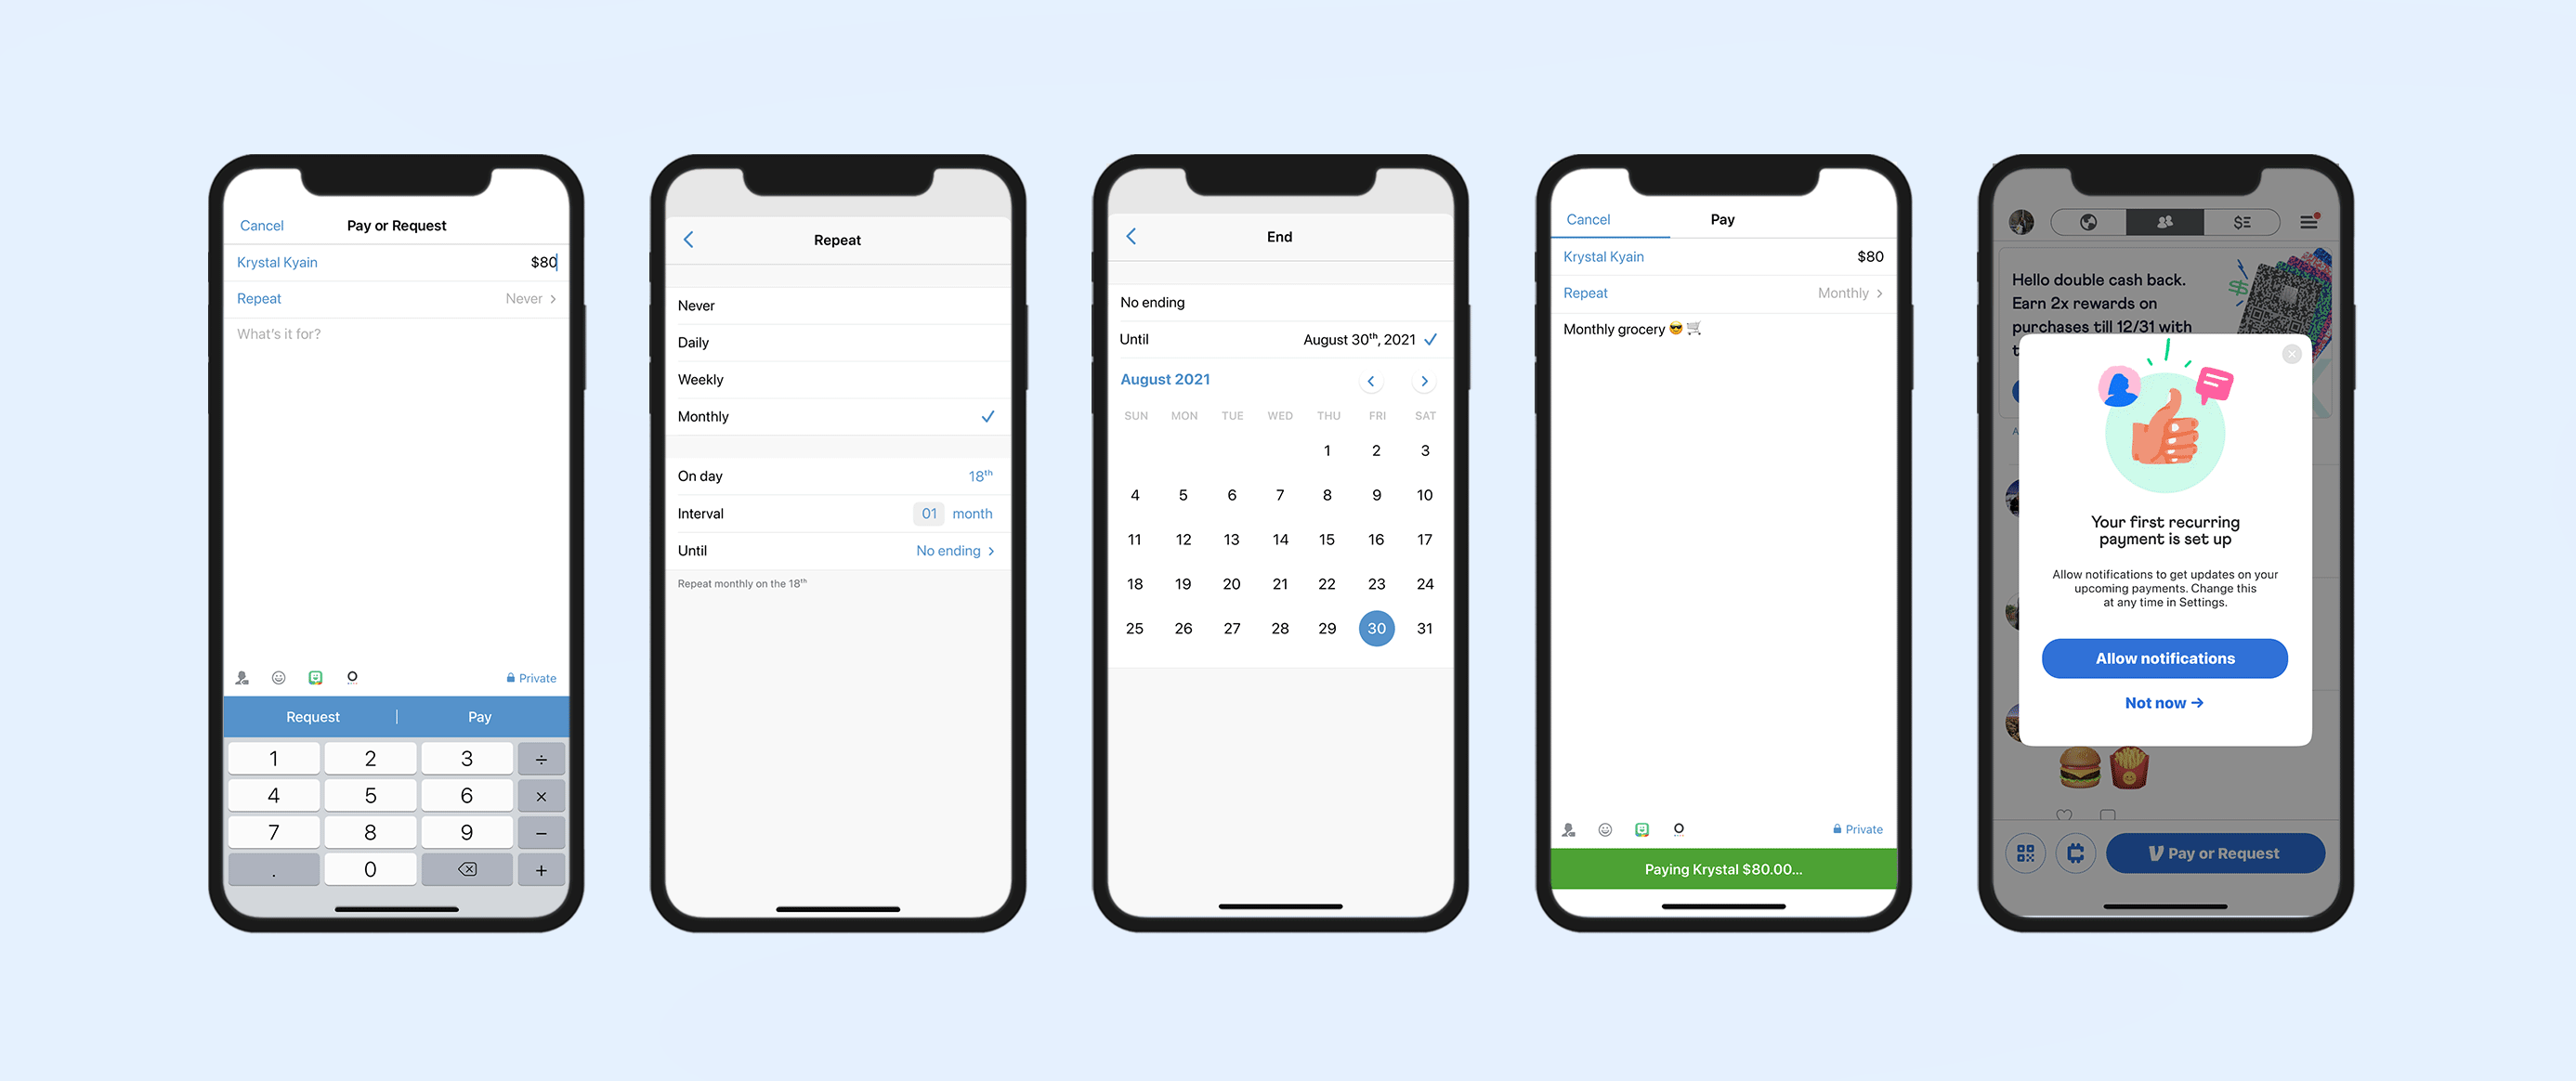 Cancel
Pay or Request
Krystal Kyain
$80
Repeat
Never
What's it for?
Private
Request
Pay
1 2 3 ÷
4 5 6 ×
7 8 9 −
. 0 +
Repeat
Never
Daily
Weekly
Monthly
On day
18th
Interval
01 month
Until
No ending
Repeat monthly on the 18th
End
No ending
Until
August 30th, 2021
August 2021
SUN MON TUE WED THU FRI SAT
1 2 3
4 5 6 7 8 9 10
11 12 13 14 15 16 17
18 19 20 21 22 23 24
25 26 27 28 29 30 31
Cancel
Pay
Krystal Kyain
$80
Repeat
Monthly
Monthly grocery 😎 🛒
Private
Paying Krystal $80.00...
$
Hello double cash back.
Earn 2x rewards on
purchases till 12/31 with
Your first recurring
payment is set up
Allow notifications to get updates on your
upcoming payments. Change this
at any time in Settings.
Allow notifications
Not now →
Pay or Request